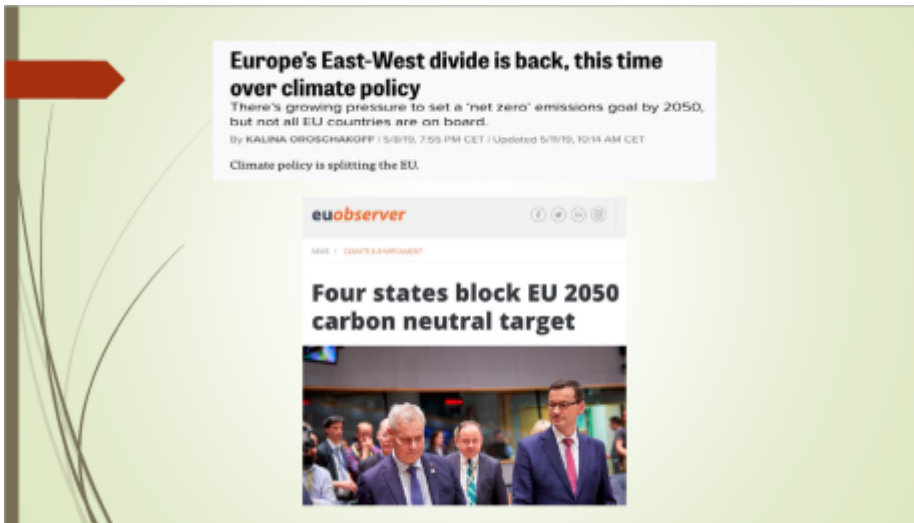 Europe's East-West divide is back, this time
over climate policy
There's growing pressure to set a 'net zero' emissions goal by 2050,
but not all EU countries are on board.
By KALINA OROSCHAKOFF | 5/8/19, 7:55 PM CET | Updated 5/11/19, 10:14 AM CET
Climate policy is splitting the EU.
euobserver
NEWS | CLIMATE & ENVIRONMENT
Four states block EU 2050
carbon neutral target